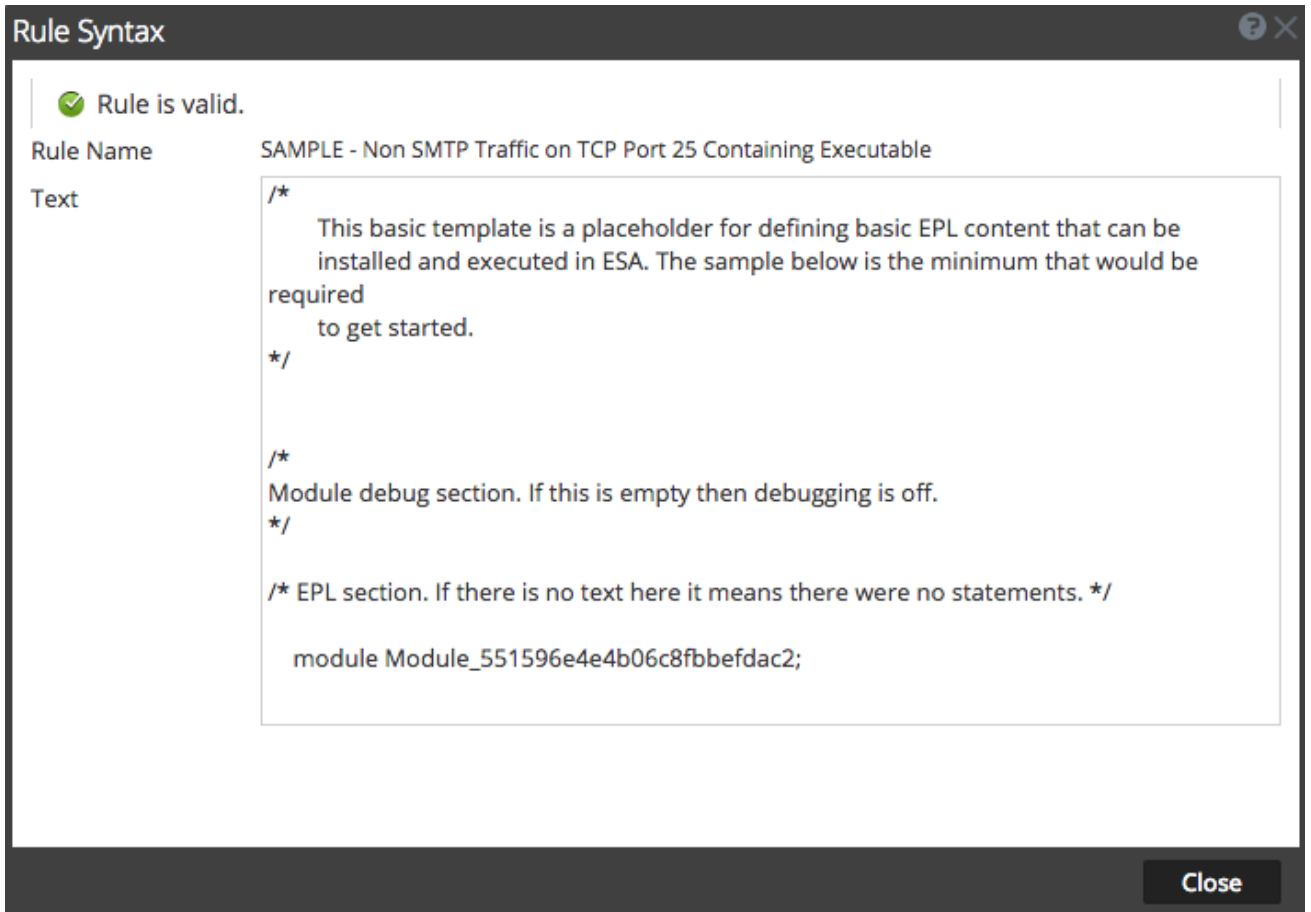 Rule Syntax
Rule is valid.
Rule Name SAMPLE - Non SMTP Traffic on TCP Port 25 Containing Executable
Text
/*
This basic template is a placeholder for defining basic EPL content that can be
installed and executed in ESA. The sample below is the minimum that would be
required
to get started.
*/
/*
Module debug section. If this is empty then debugging is off.
*/
/* EPL section. If there is no text here it means there were no statements. */
module Module_551596e4e4b06c8fbbefdac2;
Close